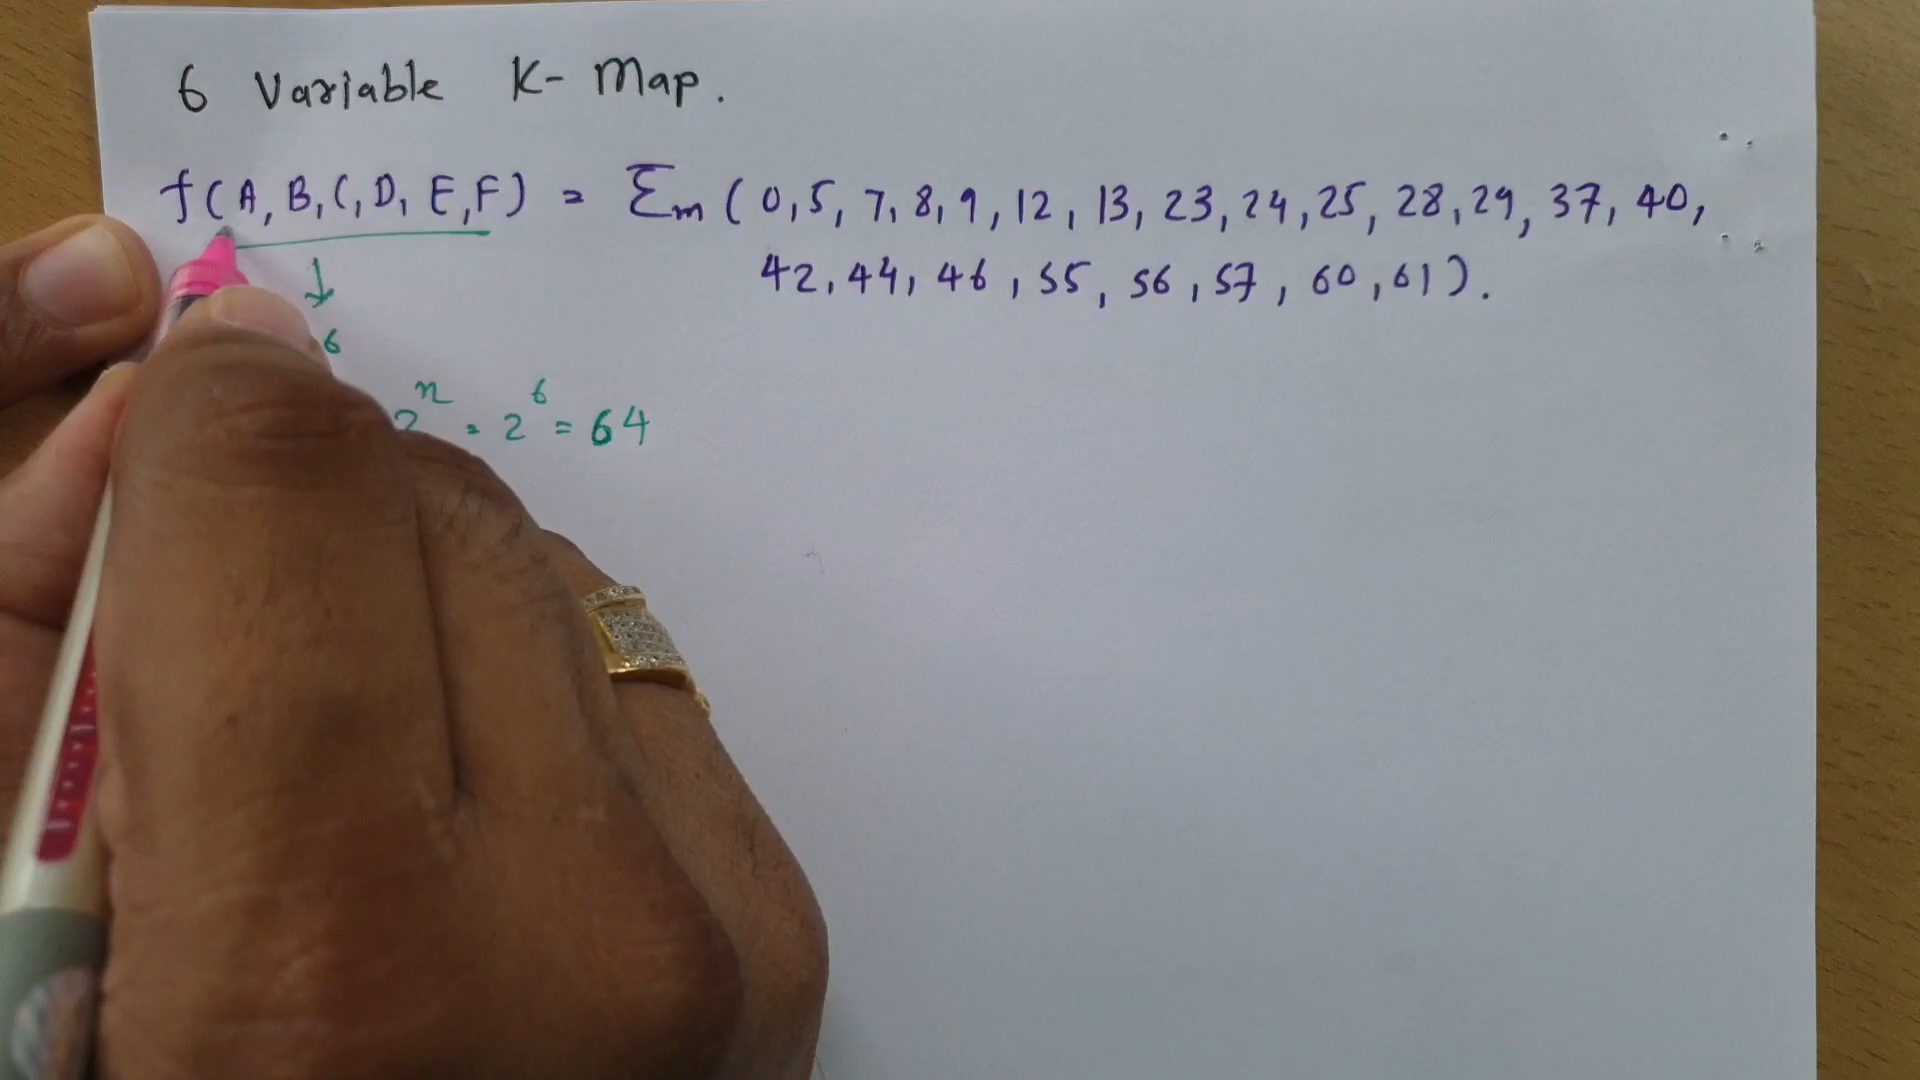 6 Variable K-Map.
f(A, B, C, D, E, F) = Σm (0, 5, 7, 8, 9, 12, 13, 23, 24, 25, 28, 29, 37, 40,
42, 44, 46, 55, 56, 57, 60, 61).
↓
6
2^n = 2^6 = 64